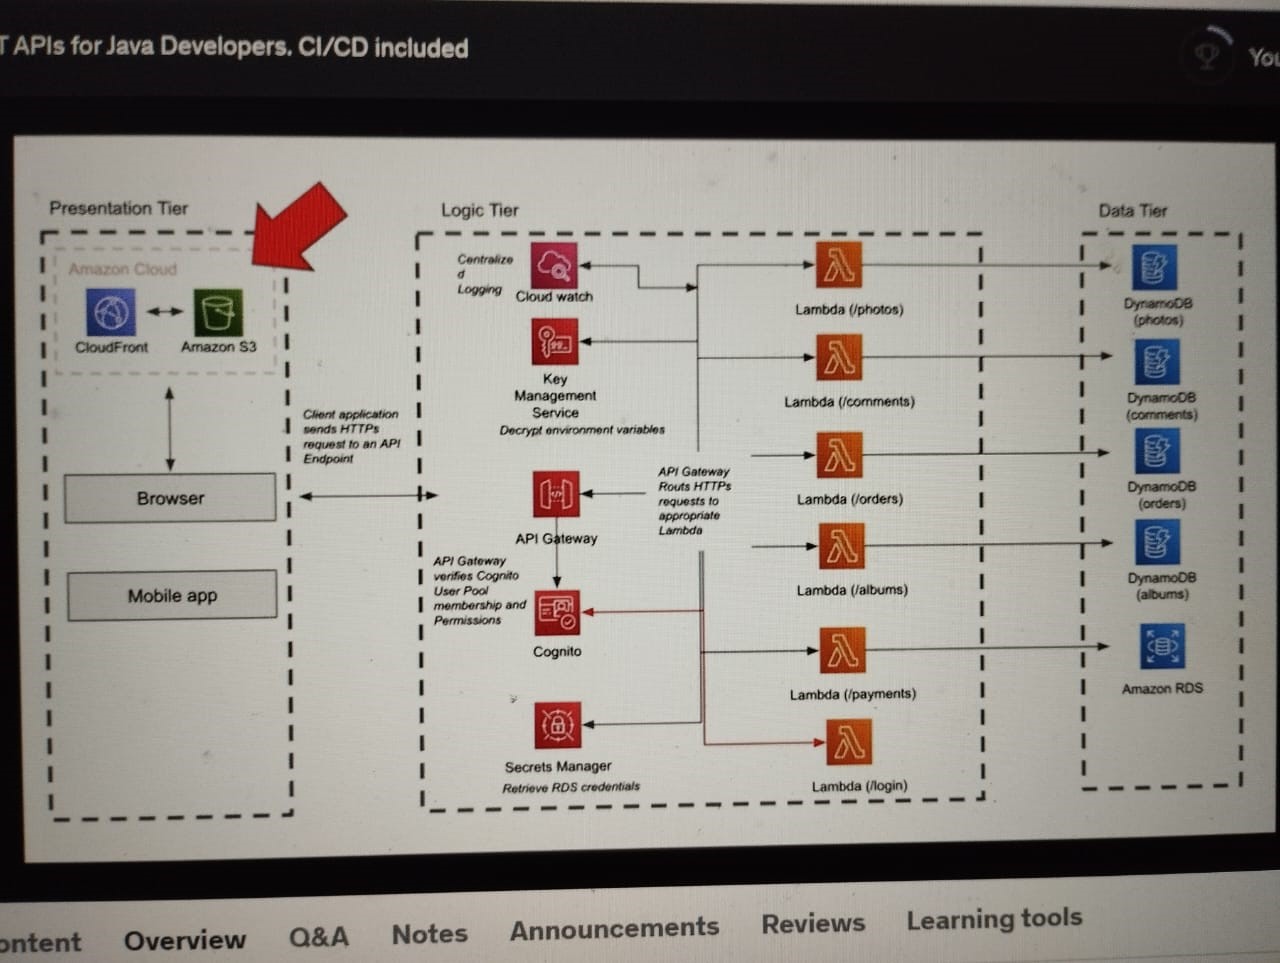 T APIs for Java Developers. CI/CD included
You
Presentation Tier
Amazon Cloud
CloudFront
Amazon S3
Browser
Mobile app
Client application
sends HTTPs
request to an API
Endpoint
Logic Tier
Centralize
d
Logging
Cloud watch
Key
Management
Service
Decrypt environment variables
API Gateway
Routs HTTPs
requests to
appropriate
Lambda
API Gateway
API Gateway
verifies Cognito
User Pool
membership and
Permissions
Cognito
Secrets Manager
Retrieve RDS credentials
Lambda (/photos)
Lambda (/comments)
Lambda (/orders)
Lambda (/albums)
Lambda (/payments)
Lambda (/login)
Data Tier
DynamoDB
(photos)
DynamoDB
(comments)
DynamoDB
(orders)
DynamoDB
(albums)
Amazon RDS
ontent
Overview
Q&A
Notes
Announcements
Reviews
Learning tools